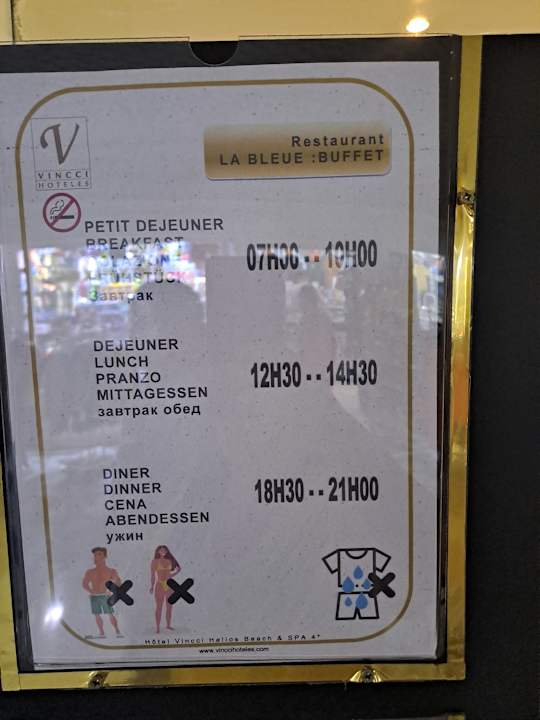 V
VINCCI
HOTELES
Restaurant
LA BLEUE :BUFFET
PETIT DEJEUNER
BREAKFAST
FRÜHSTÜCK
Завтрак
07H00 -- 10H00
DEJEUNER
LUNCH
PRANZO
MITTAGESSEN
завтрак обед
12H30 -- 14H30
DINER
DINNER
CENA
ABENDESSEN
ужин
18H30 -- 21H00
Hôtel Vincci Helios Beach & SPA 4*
www.vinccihoteles.com